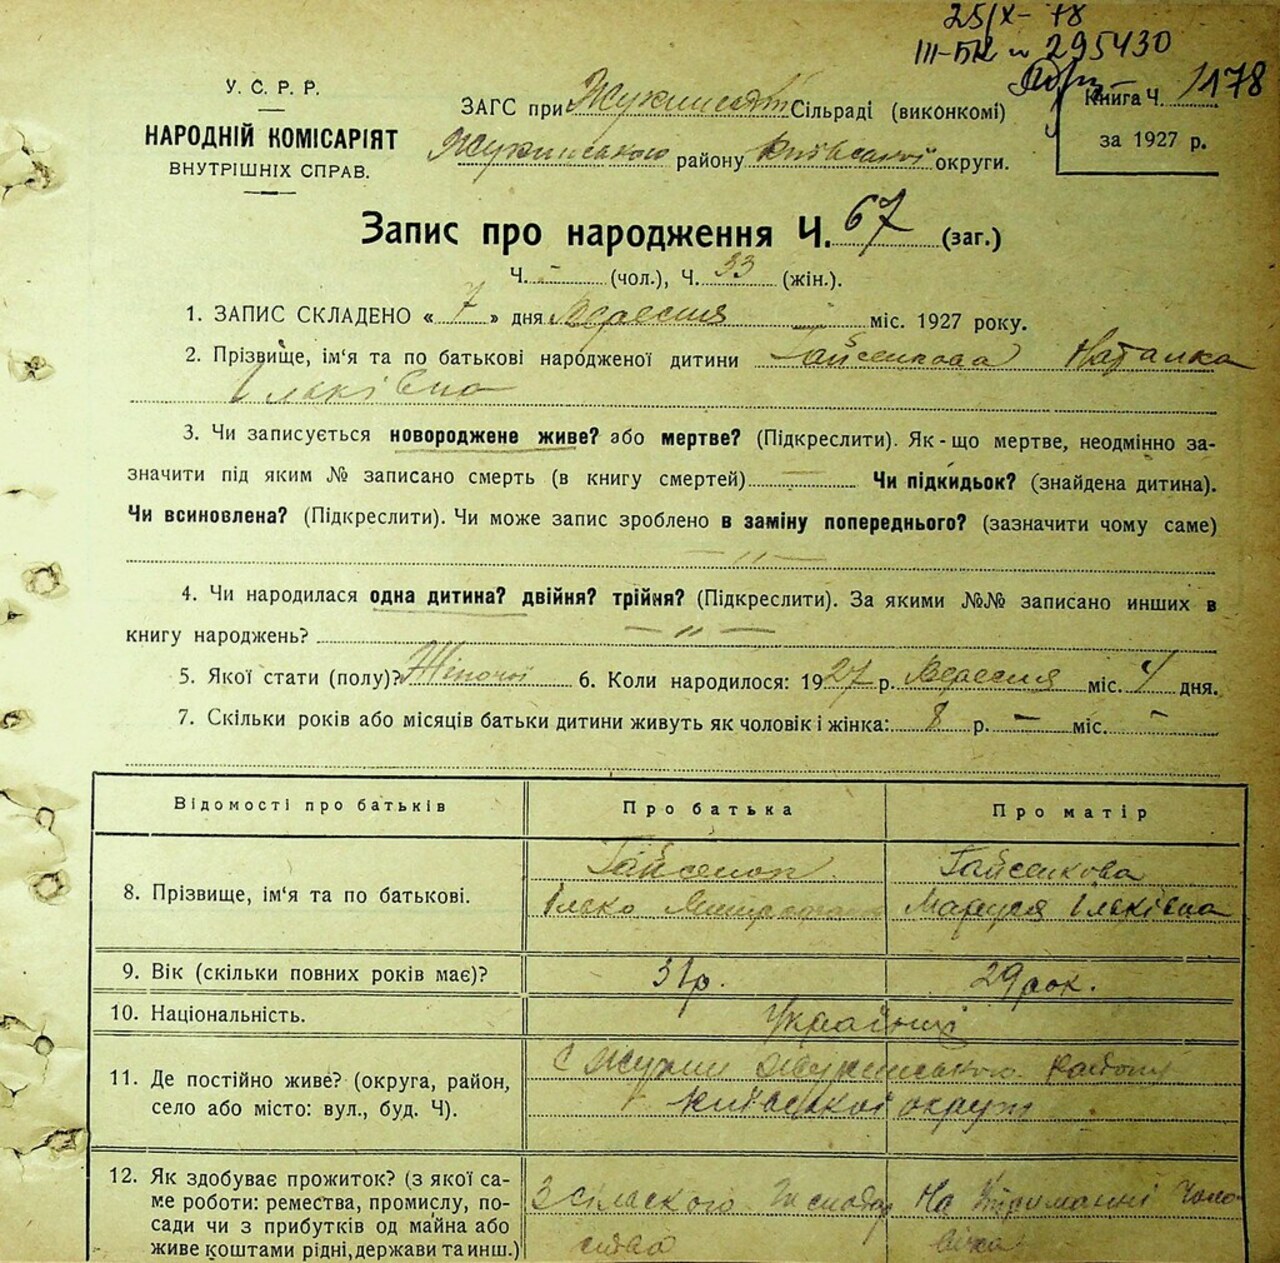 25/X-78
III-БК № 295430
У. С. Р. Р.
НАРОДНІЙ КОМІСАРІЯТ
ВНУТРІШНІХ СПРАВ.
ЗАГС при Сільраді (виконкомі)
району Київської округи.
Книга Ч. 1178
за 1927 р.
Запис про народження Ч. 67 (заг.)
Ч. - (чол.), Ч. 33 (жін.).
1. ЗАПИС СКЛАДЕНО « 7 » дня Вересня міс. 1927 року.
2. Прізвище, ім'я та по батькові народженої дитини Гайсенкова Наталка
Ільківна
3. Чи записується новороджене живе? або мертве? (Підкреслити). Як-що мертве, неодмінно за-
значити під яким № записано смерть (в книгу смертей) Чи підкидьок? (знайдена дитина).
Чи всиновлена? (Підкреслити). Чи може запис зроблено в заміну попереднього? (зазначити чому саме)
— " —
4. Чи народилася одна дитина? двійня? трійня? (Підкреслити). За якими №№ записано инших в
книгу народжень? — " —
5. Якої статі (полу)? Жіночої 6. Коли народилося: 1927 р. Вересня міс. 4 дня.
7. Скільки років або місяців батьки дитини живуть як чоловік і жінка: 8 р. — міс. —
Відомості про батьків Про батька Про матір
8. Прізвище, ім'я та по батькові. Гайсенок Ілько Гайсенкова Маруся Ільківна
9. Вік (скільки повних років має)? 31р. 29 рок.
10. Національність. Українці
11. Де постійно живе? (округа, район,
село або місто: вул., буд. Ч). с району
Київської округи
12. Як здобуває прожиток? (з якої са-
ме роботи: ремества, промислу, по-
сади чи з прибутків од майна або
живе коштами рідні, держави та инш.)
З сільского господарства На утриманні чоловіка